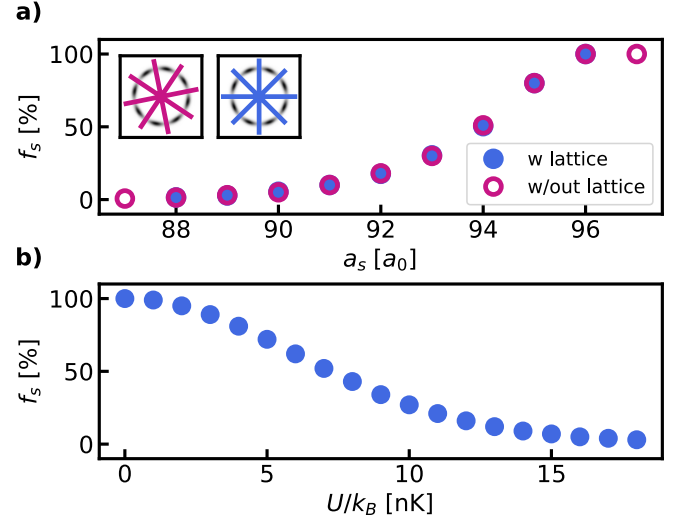 a)
100
50
0
f_s [%]
w lattice
w/out lattice
88 90 92 94 96
a_s [a_0]
b)
100
50
0
f_s [%]
0 5 10 15
U/k_B [nK]